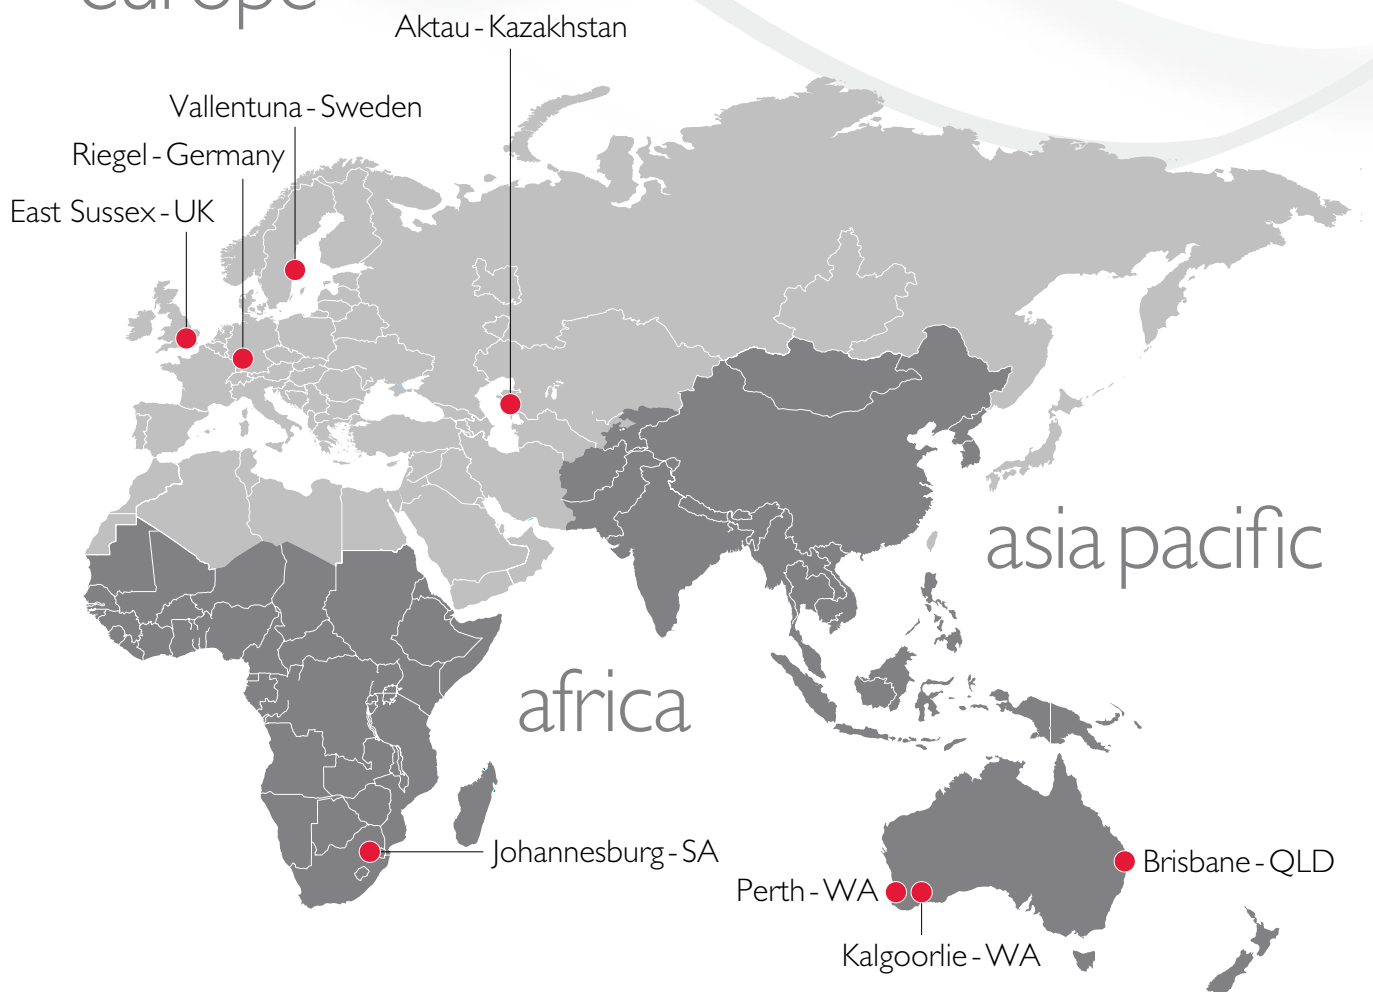 europe
Aktau - Kazakhstan
Vallentuna - Sweden
Riegel - Germany
East Sussex - UK
asia pacific
africa
Johannesburg - SA
Brisbane - QLD
Perth - WA
Kalgoorlie - WA